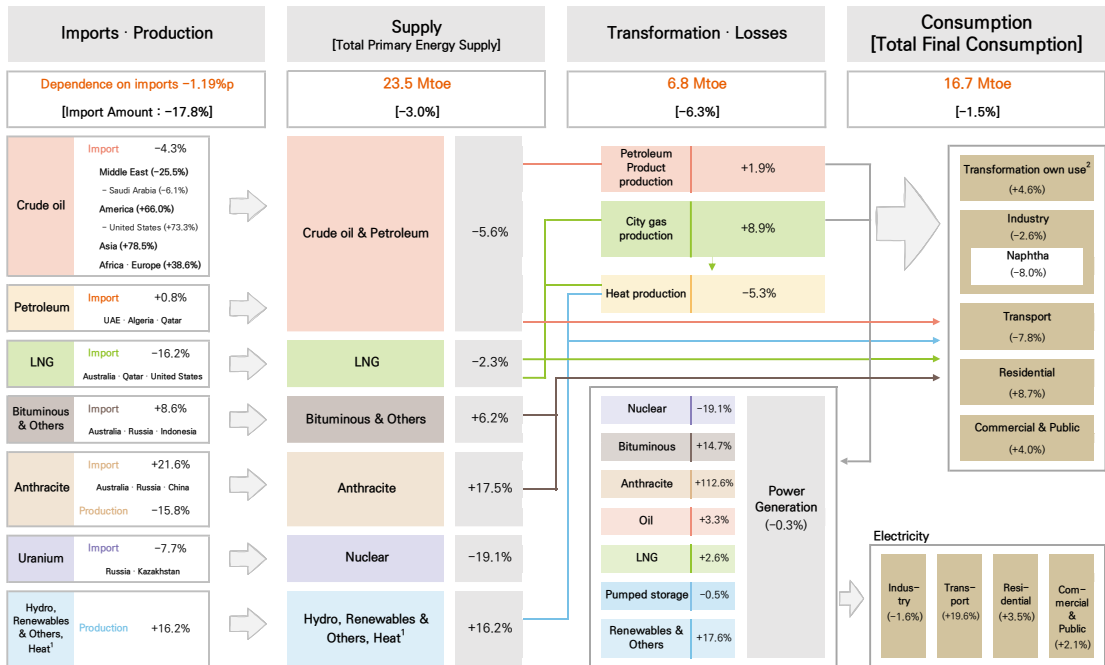 Imports · Production
Supply
[Total Primary Energy Supply]
Transformation · Losses
Consumption
[Total Final Consumption]
Dependence on imports −1.19%p
[Import Amount : −17.8%]
23.5 Mtoe
[−3.0%]
6.8 Mtoe
[−6.3%]
16.7 Mtoe
[−1.5%]
Crude oil
Import −4.3%
Middle East (−25.5%)
− Saudi Arabia (−6.1%)
America (+66.0%)
− United States (+73.3%)
Asia (+78.5%)
Africa · Europe (+38.6%)
Petroleum
Import +0.8%
UAE · Algeria · Qatar
LNG
Import −16.2%
Australia · Qatar · United States
Bituminous
& Others
Import +8.6%
Australia · Russia · Indonesia
Anthracite
Import +21.6%
Australia · Russia · China
Production −15.8%
Uranium
Import −7.7%
Russia · Kazakhstan
Hydro,
Renewables
& Others,
Heat1
Production +16.2%
Crude oil & Petroleum −5.6%
LNG −2.3%
Bituminous & Others +6.2%
Anthracite +17.5%
Nuclear −19.1%
Hydro, Renewables &
Others, Heat1
+16.2%
Petroleum
Product
production
+1.9%
City gas
production
+8.9%
Heat production −5.3%
Nuclear −19.1%
Bituminous +14.7%
Anthracite +112.6%
Oil +3.3%
LNG +2.6%
Pumped storage −0.5%
Renewables &
Others
+17.6%
Power
Generation
(−0.3%)
Transformation own use2
(+4.6%)
Industry
(−2.6%)
Naphtha
(−8.0%)
Transport
(−7.8%)
Residential
(+8.7%)
Commercial & Public
(+4.0%)
Electricity
Indus−
try
(−1.6%)
Trans−
port
(+19.6%)
Resi−
dential
(+3.5%)
Com−
mercial
&
Public
(+2.1%)